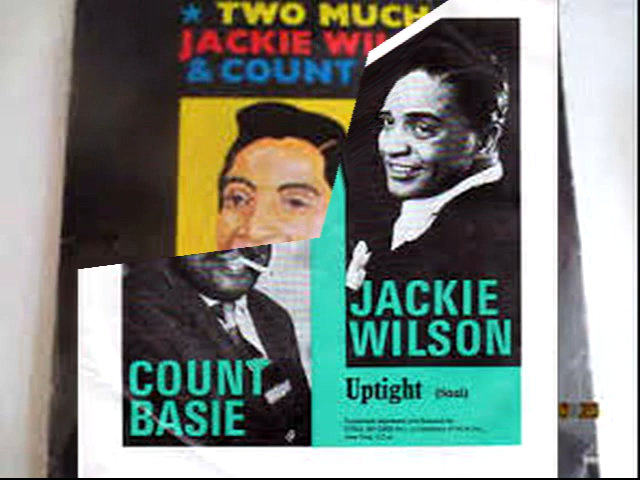 ★ TWO MUCH
JACKIE WI
& COUNT
JACKIE
WILSON
COUNT
BASIE
Uptight (Soul)